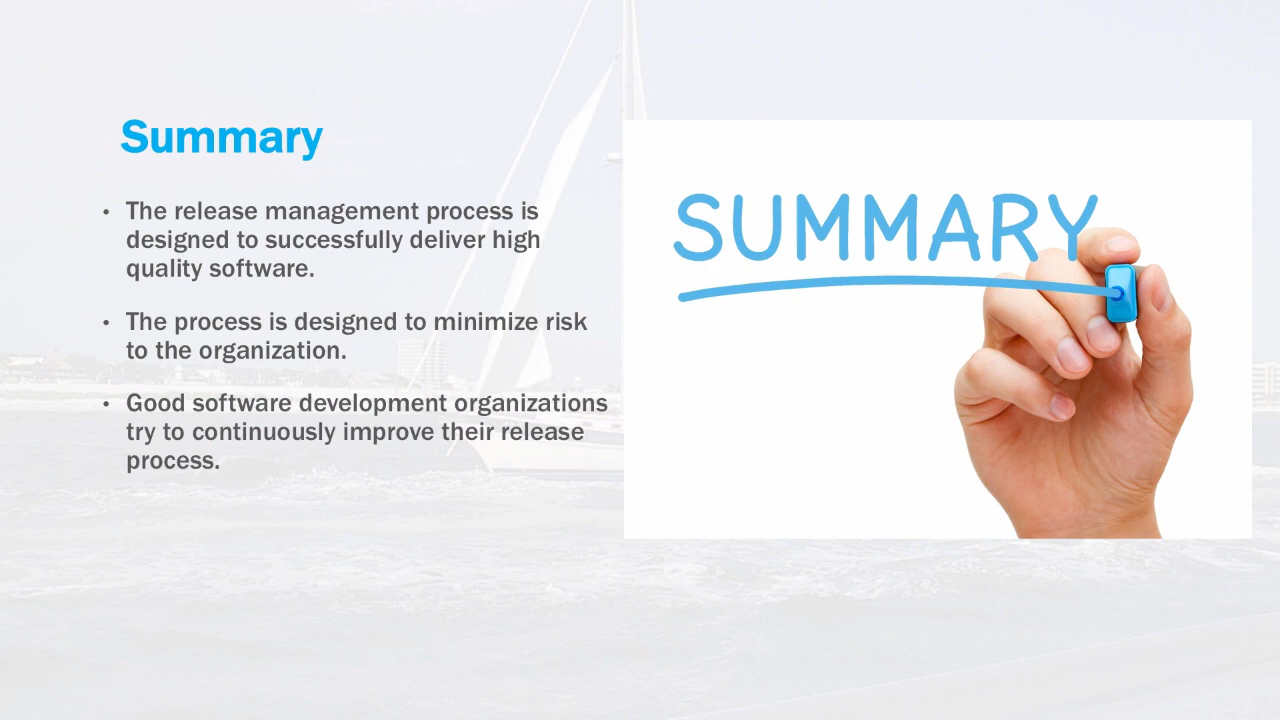 Summary
• The release management process is
designed to successfully deliver high
quality software.
• The process is designed to minimize risk
to the organization.
• Good software development organizations
try to continuously improve their release
process.
SUMMARY